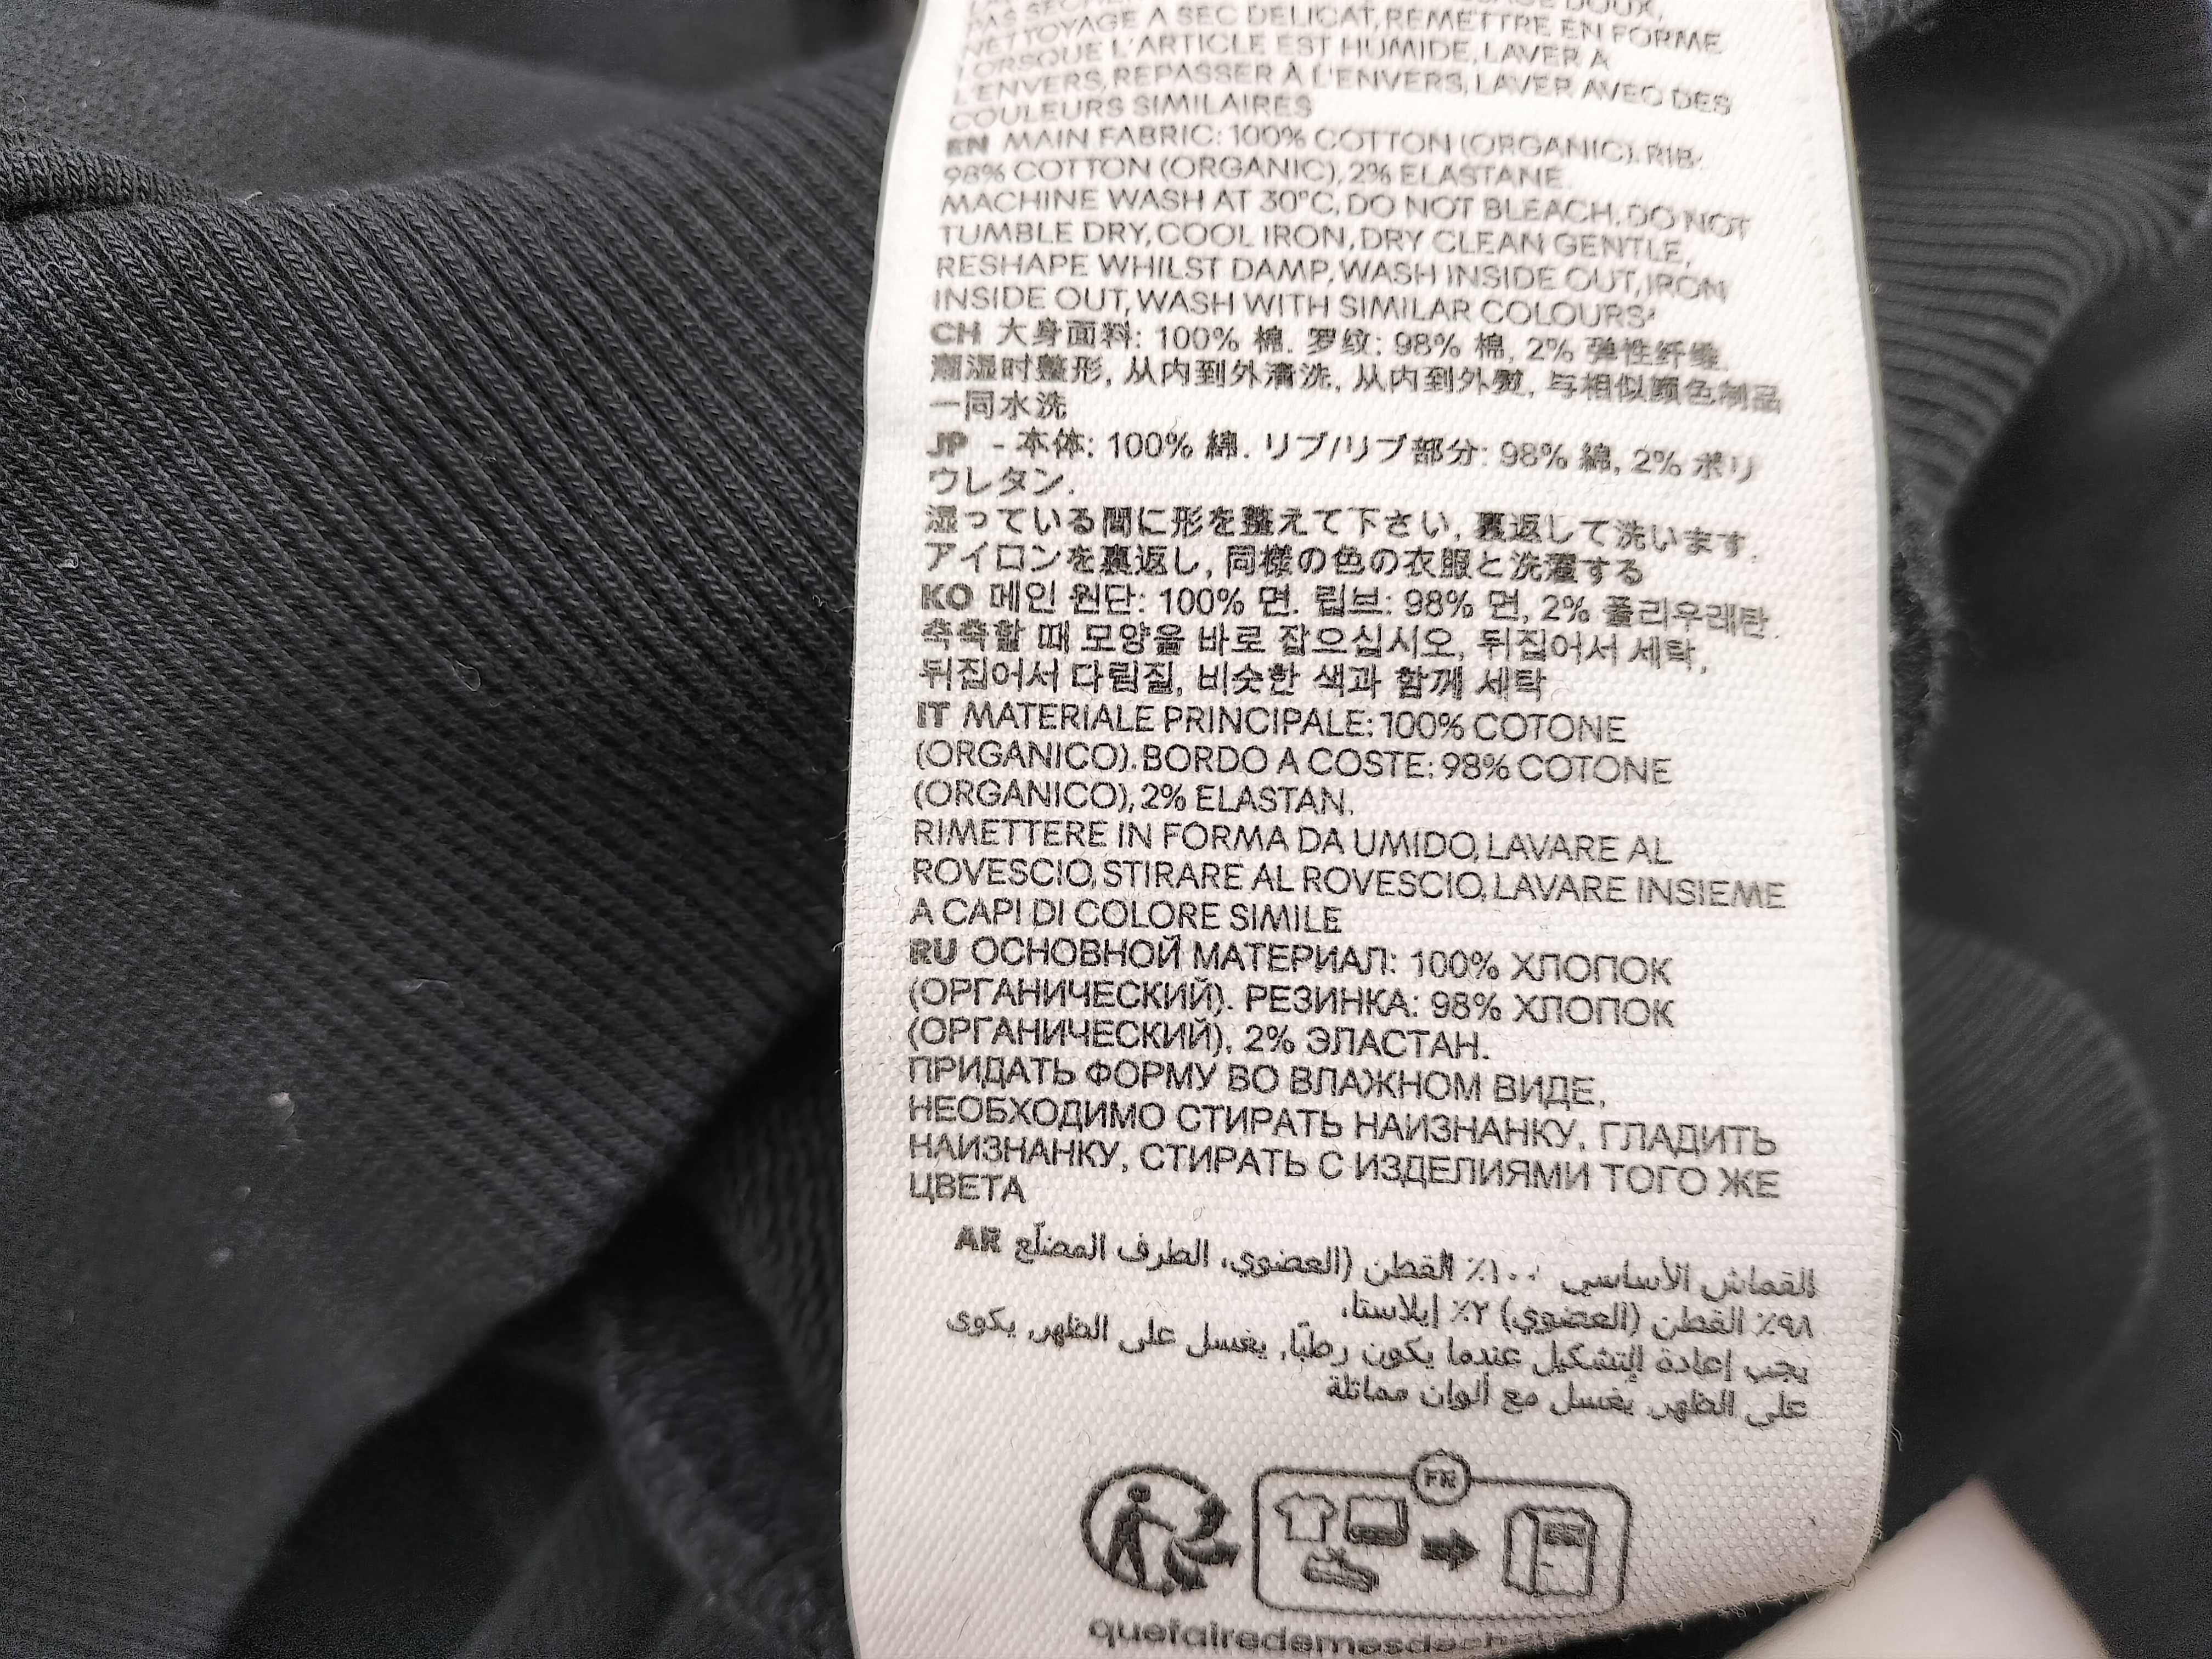 PAS SÉCHER
NETTOYAGE À SEC DÉLICAT, REMETTRE EN FORME
LORSQUE L'ARTICLE EST HUMIDE, LAVER À
L'ENVERS, REPASSER À L'ENVERS, LAVER AVEC DES
COULEURS SIMILAIRES
EN MAIN FABRIC: 100% COTTON (ORGANIC). RIB:
98% COTTON (ORGANIC), 2% ELASTANE.
MACHINE WASH AT 30°C, DO NOT BLEACH, DO NOT
TUMBLE DRY, COOL IRON, DRY CLEAN GENTLE,
RESHAPE WHILST DAMP, WASH INSIDE OUT, IRON
INSIDE OUT, WASH WITH SIMILAR COLOURS
CH 大身面料: 100% 棉. 罗纹: 98% 棉, 2% 弹性纤维.
潮湿时整形, 从内到外清洗, 从内到外熨, 与相似颜色制品
一同水洗
JP - 本体: 100% 綿. リブ/リブ部分: 98% 綿, 2% ポリ
ウレタン.
湿っている間に形を整えて下さい, 裏返して洗います.
アイロンを裏返し, 同様の色の衣服と洗濯する
KO 메인 원단: 100% 면. 립브: 98% 면, 2% 폴리우레탄.
축축할 때 모양을 바로 잡으십시오, 뒤집어서 세탁,
뒤집어서 다림질, 비슷한 색과 함께 세탁
IT MATERIALE PRINCIPALE: 100% COTONE
(ORGANICO). BORDO A COSTE: 98% COTONE
(ORGANICO), 2% ELASTAN.
RIMETTERE IN FORMA DA UMIDO, LAVARE AL
ROVESCIO, STIRARE AL ROVESCIO, LAVARE INSIEME
A CAPI DI COLORE SIMILE
RU ОСНОВНОЙ МАТЕРИАЛ: 100% ХЛОПОК
(ОРГАНИЧЕСКИЙ). РЕЗИНКА: 98% ХЛОПОК
(ОРГАНИЧЕСКИЙ), 2% ЭЛАСТАН.
ПРИДАТЬ ФОРМУ ВО ВЛАЖНОМ ВИДЕ,
НЕОБХОДИМО СТИРАТЬ НАИЗНАНКУ, ГЛАДИТЬ
НАИЗНАНКУ, СТИРАТЬ С ИЗДЕЛИЯМИ ТОГО ЖЕ
ЦВЕТА
القماش الأساسي ١٠٠٪ القطن (العضوي)، الطرف المضلّع AR
٩٨٪ القطن (العضوي) ٢٪ إيلاستا،
يجب إعادة التشكيل عندما يكون رطبًا، يغسل على الظهر، يكوى
على الظهر، يغسل مع ألوان مماثلة
FR